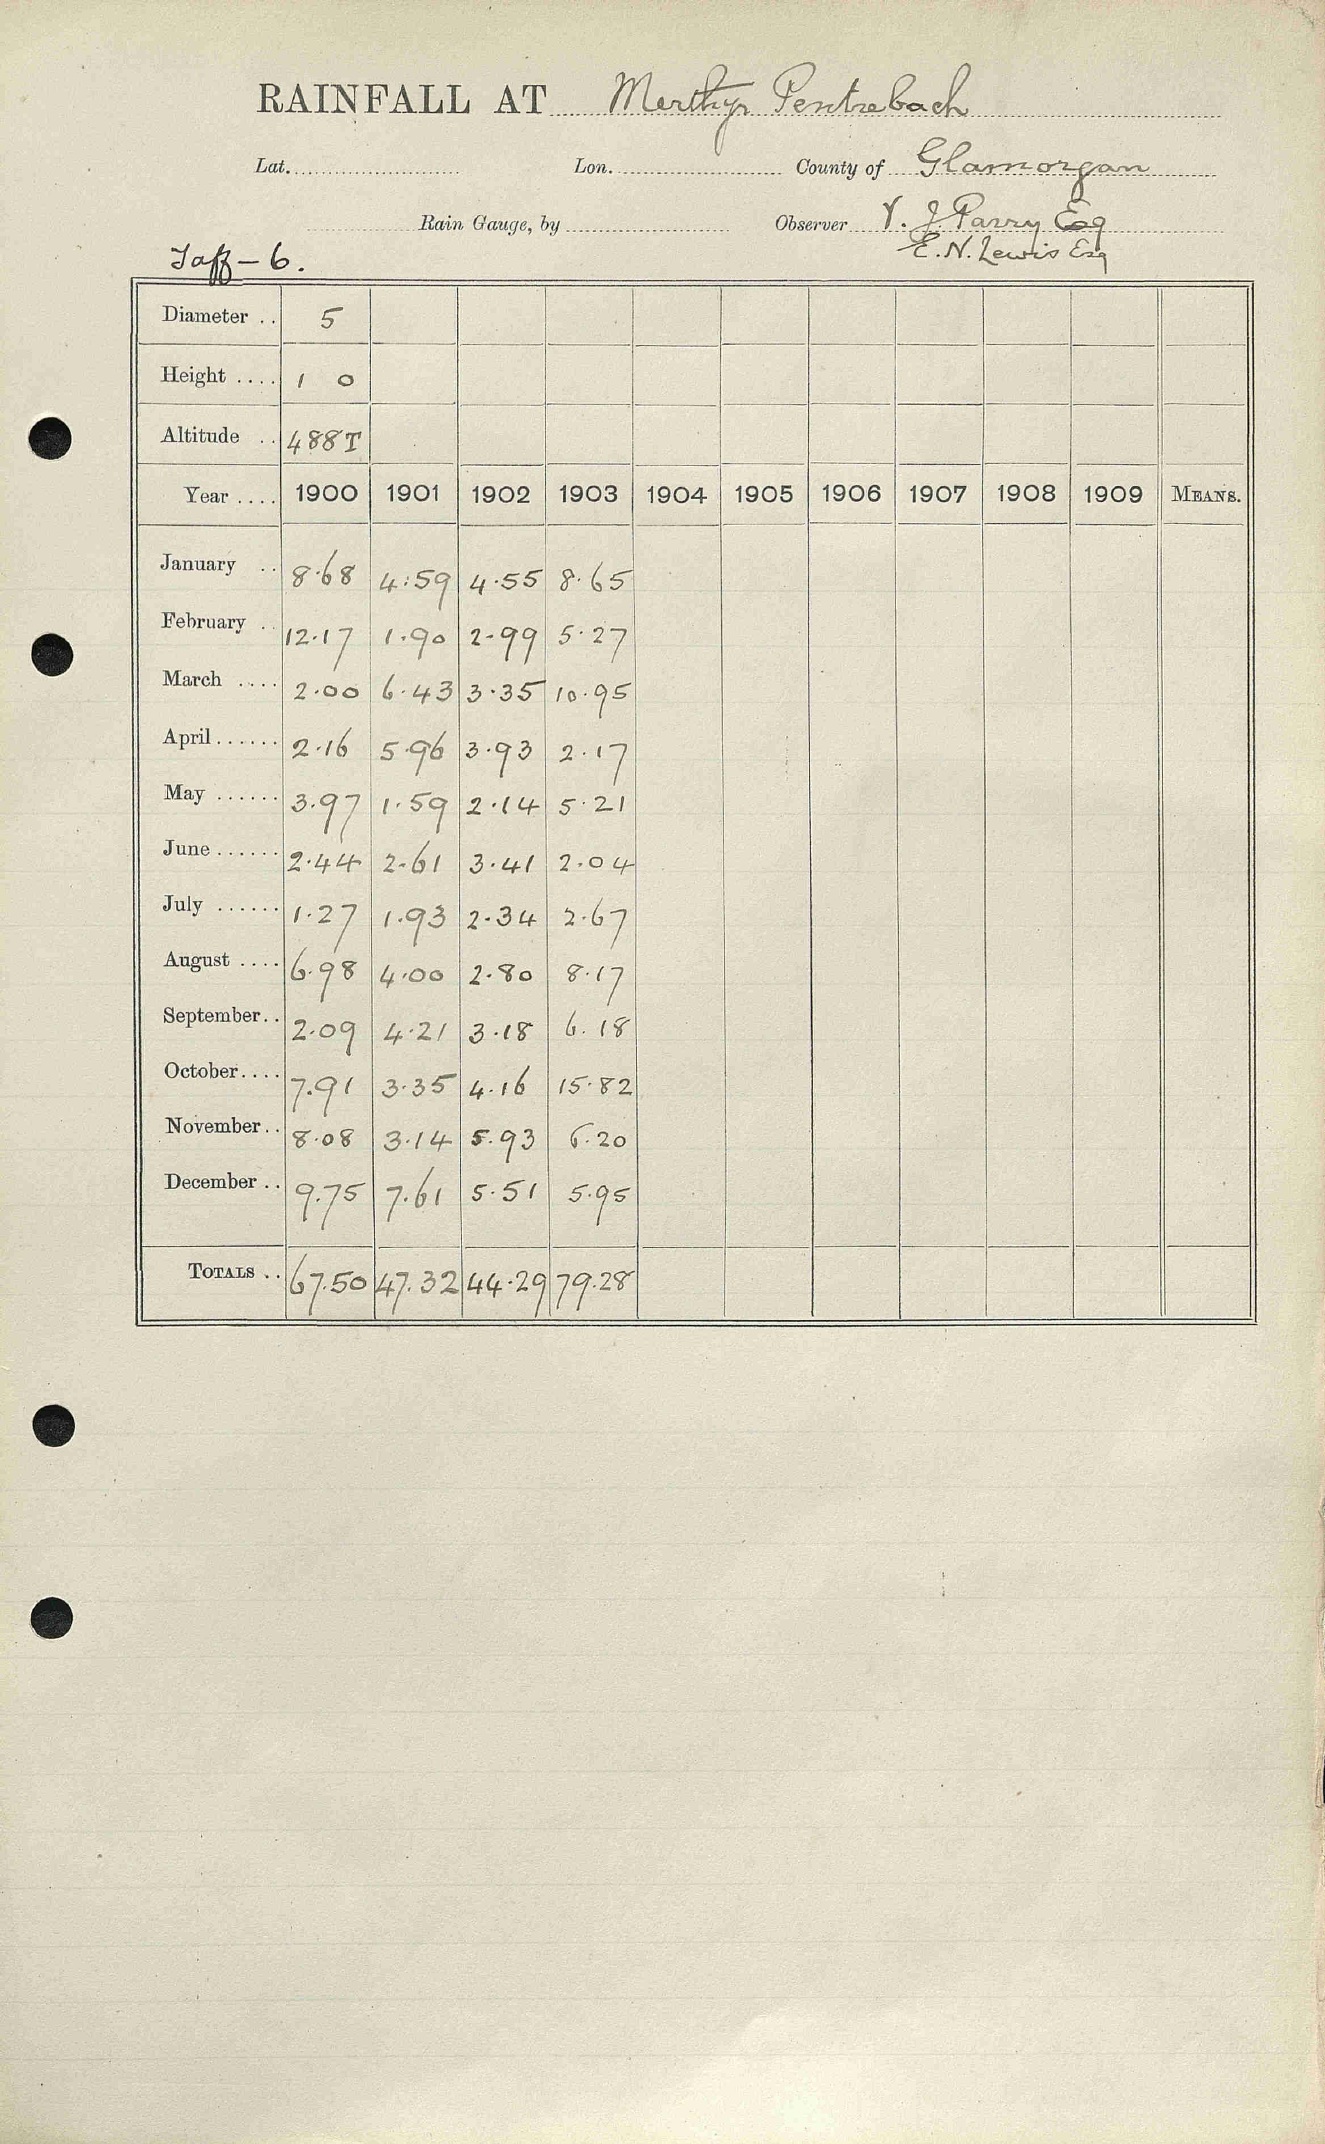 RAINFALL AT Merthyr Pentrebach
Lat. Lon. County of Glamorgan
Rain Gauge, by Observer V. J. Parry Esq
E. N. Lewis Esq
Taff - 6.
Diameter .. 5
Height .... 1 0
Altitude .. 488T
Year .... 1900 1901 1902 1903 1904 1905 1906 1907 1908 1909 MEANS.
January .. 8.68 4.59 4.55 8.65
February .. 12.17 1.90 2.99 5.27
March .... 2.00 6.43 3.35 10.95
April ...... 2.16 5.96 3.93 2.17
May ...... 3.97 1.59 2.14 5.21
June ...... 2.44 2.61 3.41 2.04
July ...... 1.27 1.93 2.34 2.67
August .... 6.98 4.00 2.80 8.17
September .. 2.09 4.21 3.18 6.18
October .... 7.91 3.35 4.16 15.82
November .. 8.08 3.14 5.93 6.20
December .. 9.75 7.61 5.51 5.95
TOTALS .. 67.50 47.32 44.29 79.28